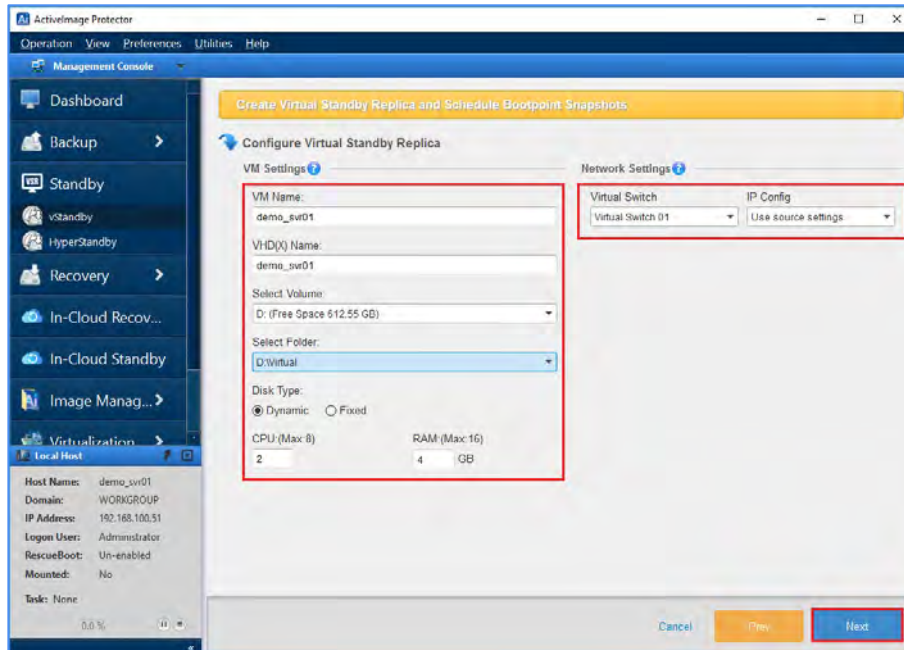 ActiveImage Protector
Operation View Preferences Utilities Help
Management Console
Dashboard
Backup
Standby
vStandby
HyperStandby
Recovery
In-Cloud Recov...
In-Cloud Standby
Image Manag...
Virtualization
Local Host
Host Name: demo_svr01
Domain: WORKGROUP
IP Address: 192.168.100.51
Logon User: Administrator
RescueBoot: Un-enabled
Mounted: No
Task: None
0.0 %
Create Virtual Standby Replica and Schedule Bootpoint Snapshots
Configure Virtual Standby Replica
VM Settings
VM Name:
demo_svr01
VHD(X) Name:
demo_svr01
Select Volume:
D: (Free Space 612.55 GB)
Select Folder:
D:\Virtual
Disk Type:
Dynamic Fixed
CPU:(Max:8) RAM:(Max:16)
2 4 GB
Network Settings
Virtual Switch IP Config
Virtual Switch 01 Use source settings
Cancel Prev Next